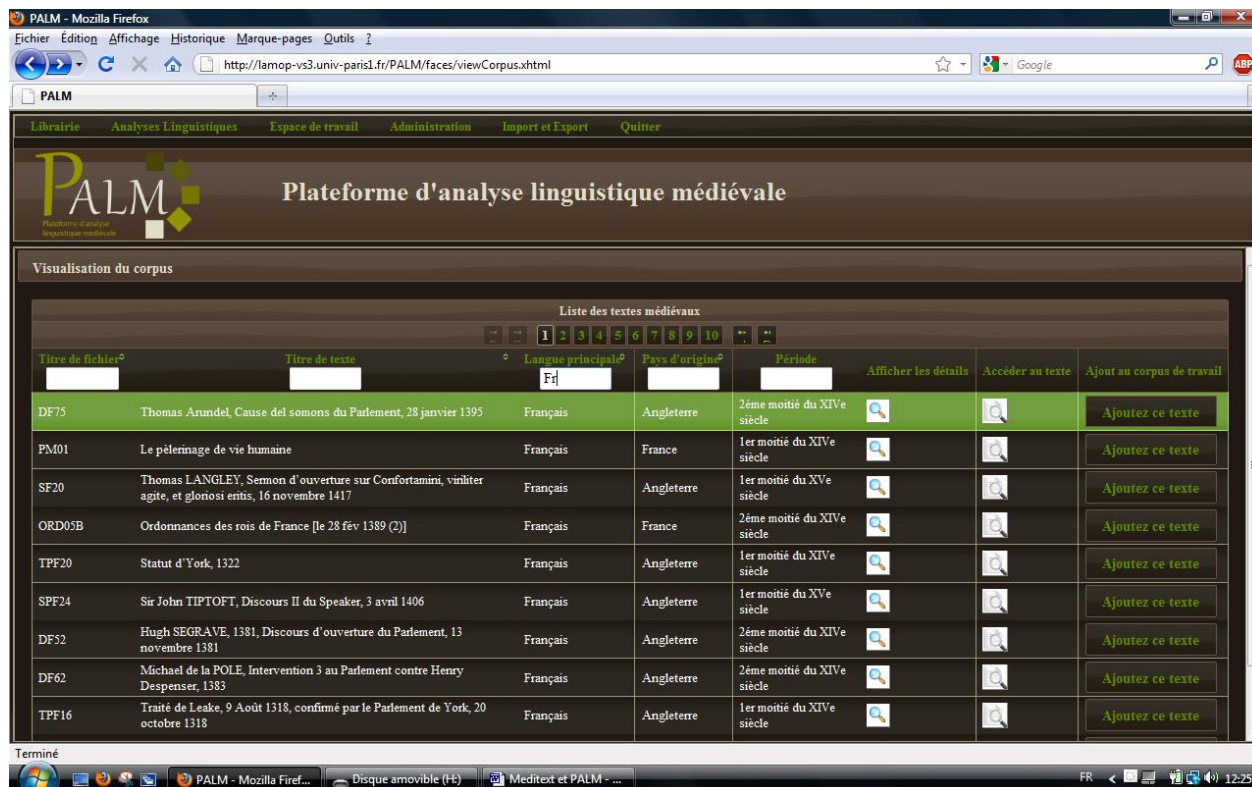 PALM - Mozilla Firefox
Fichier Édition Affichage Historique Marque-pages Outils ?
http://lamop-vs3.univ-paris1.fr/PALM/faces/viewCorpus.xhtml
Google
ABP
PALM
Librairie Analyses Linguistiques Espace de travail Administration Import et Export Quitter
PALM
Plateforme d'analyse
linguistique médiévale
Plateforme d'analyse linguistique médiévale
Visualisation du corpus
Liste des textes médiévaux
1 2 3 4 5 6 7 8 9 10
Titre de fichier Titre de texte Langue principale Pays d'origine Période Afficher les détails Accéder au texte Ajout au corpus de travail
Fr
DF75 Thomas Arundel, Cause del somons du Parlement, 28 janvier 1395 Français Angleterre 2éme moitié du XIVe
siècle Ajoutez ce texte
PM01 Le pèlerinage de vie humaine Français France 1er moitié du XIVe
siècle Ajoutez ce texte
SF20 Thomas LANGLEY, Sermon d'ouverture sur Confortamini, viriliter
agite, et gloriosi eritis, 16 novembre 1417 Français Angleterre 1er moitié du XVe
siècle Ajoutez ce texte
ORD05B Ordonnances des rois de France [le 28 fév 1389 (2)] Français France 2éme moitié du XIVe
siècle Ajoutez ce texte
TPF20 Statut d'York, 1322 Français Angleterre 1er moitié du XIVe
siècle Ajoutez ce texte
SPF24 Sir John TIPTOFT, Discours II du Speaker, 3 avril 1406 Français Angleterre 1er moitié du XVe
siècle Ajoutez ce texte
DF52 Hugh SEGRAVE, 1381, Discours d'ouverture du Parlement, 13
novembre 1381 Français Angleterre 2éme moitié du XIVe
siècle Ajoutez ce texte
DF62 Michael de la POLE, Intervention 3 au Parlement contre Henry
Despenser, 1383 Français Angleterre 2éme moitié du XIVe
siècle Ajoutez ce texte
TPF16 Traité de Leake, 9 Août 1318, confirmé par le Parlement de York, 20
octobre 1318 Français Angleterre 1er moitié du XIVe
siècle Ajoutez ce texte
Terminé
PALM - Mozilla Firef... Disque amovible (H:) Meditext et PALM - ... FR 12:25